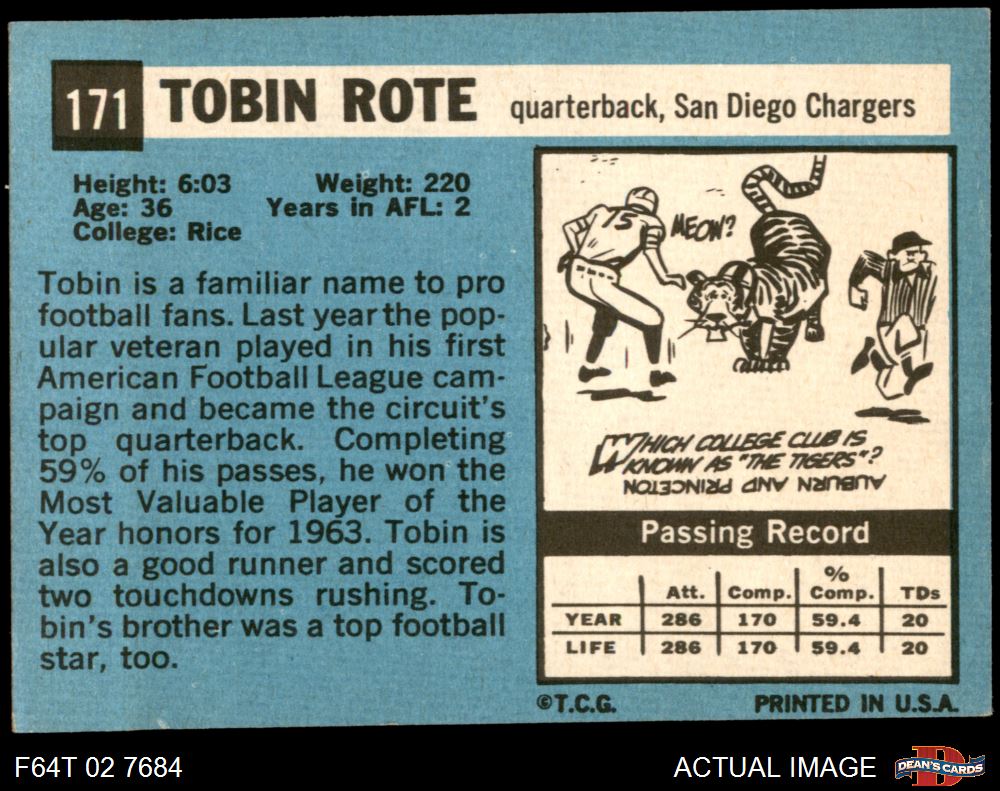 171
TOBIN ROTE quarterback, San Diego Chargers
Height: 6:03 Weight: 220
Age: 36 Years in AFL: 2
College: Rice
Tobin is a familiar name to pro
football fans. Last year the pop-
ular veteran played in his first
American Football League cam-
paign and became the circuit's
top quarterback. Completing
59% of his passes, he won the
Most Valuable Player of the
Year honors for 1963. Tobin is
also a good runner and scored
two touchdowns rushing. To-
bin's brother was a top football
star, too.
15
MEOW?
WHICH COLLEGE CLUB IS
KNOWN AS "THE TIGERS"?
AUBURN AND PRINCETON
Passing Record
Att. Comp. % Comp. TDs
YEAR 286 170 59.4 20
LIFE 286 170 59.4 20
©T.C.G. PRINTED IN U.S.A.
F64T 02 7684 ACTUAL IMAGE DEAN'S CARDS